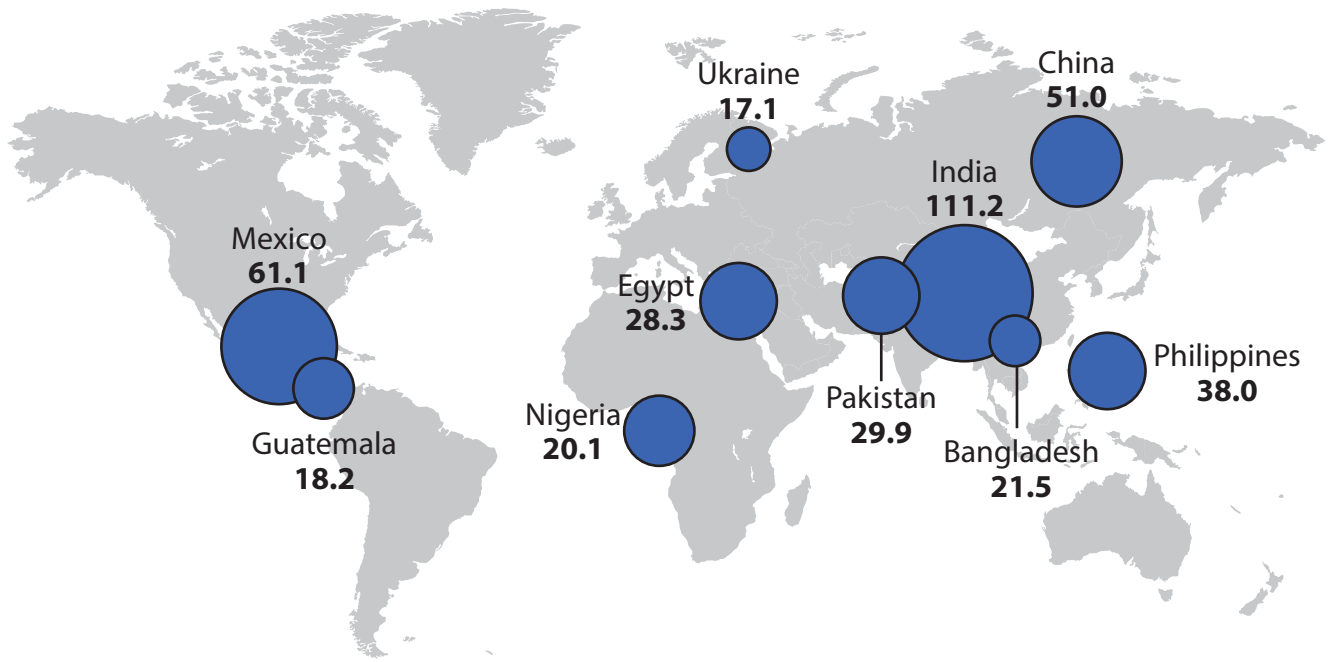 Ukraine
17.1
China
51.0
India
111.2
Mexico
61.1
Egypt
28.3
Philippines
38.0
Pakistan
29.9
Nigeria
20.1
Guatemala
18.2
Bangladesh
21.5